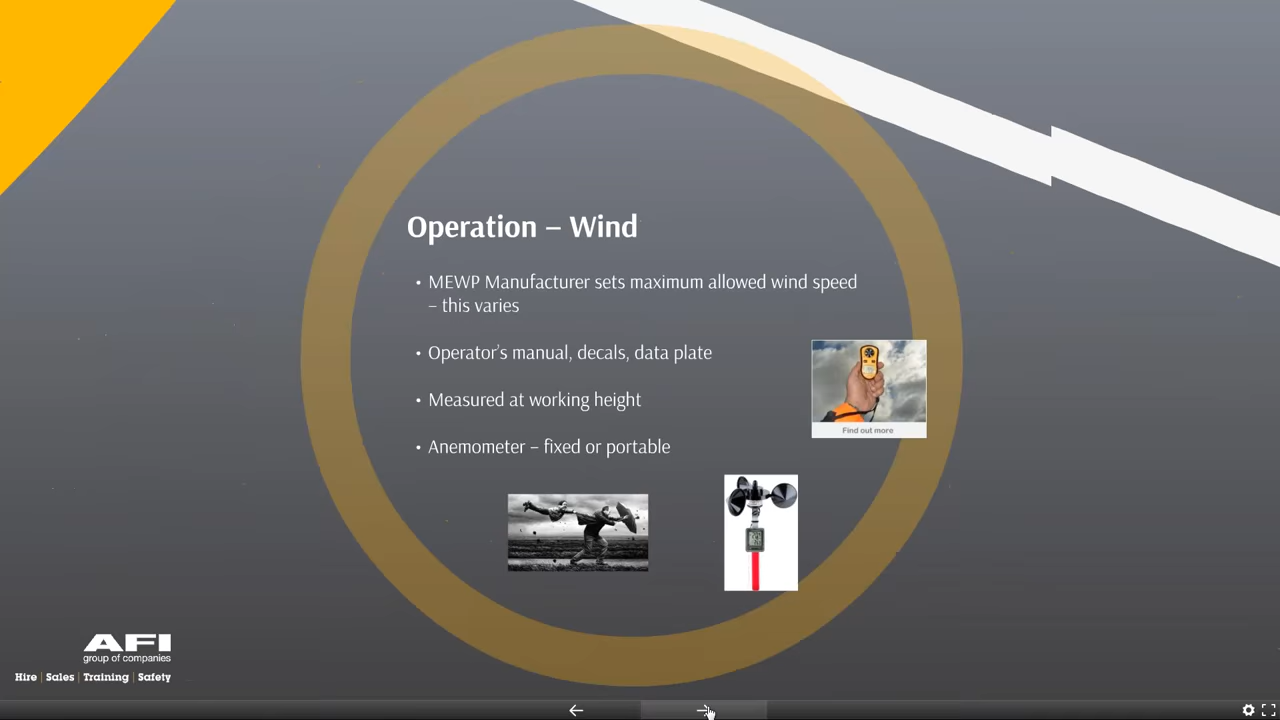 Operation – Wind
• MEWP Manufacturer sets maximum allowed wind speed
– this varies
• Operator's manual, decals, data plate
• Measured at working height
• Anemometer – fixed or portable
Find out more
AFI
group of companies
Hire | Sales | Training | Safety